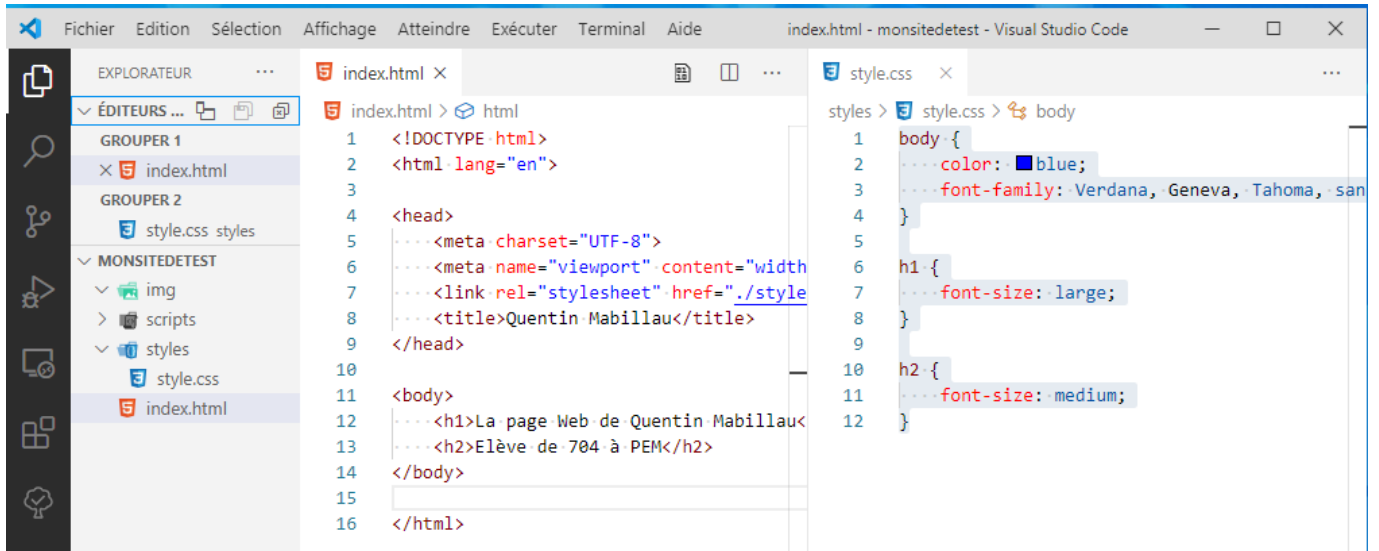 Fichier Edition Sélection Affichage Atteindre Exécuter Terminal Aide index.html - monsitedetest - Visual Studio Code
EXPLORATEUR
ÉDITEURS ...
GROUPER 1
index.html
GROUPER 2
style.css styles
MONSITEDETEST
img
scripts
styles
style.css
index.html
index.html
index.html > html
1 <!DOCTYPE html>
2 <html lang="en">
3
4 <head>
5 <meta charset="UTF-8">
6 <meta name="viewport" content="width
7 <link rel="stylesheet" href="./style
8 <title>Quentin Mabillau</title>
9 </head>
10
11 <body>
12 <h1>La page Web de Quentin Mabillau<
13 <h2>Elève de 704 à PEM</h2>
14 </body>
15
16 </html>
style.css
styles > style.css > body
1 body {
2 color: blue;
3 font-family: Verdana, Geneva, Tahoma, san
4 }
5
6 h1 {
7 font-size: large;
8 }
9
10 h2 {
11 font-size: medium;
12 }